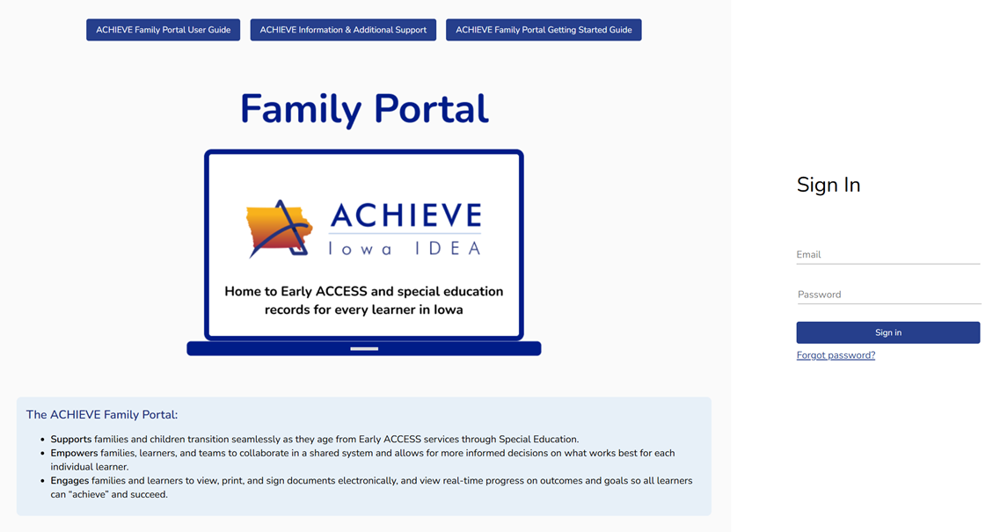 ACHIEVE Family Portal User Guide
ACHIEVE Information & Additional Support
ACHIEVE Family Portal Getting Started Guide
Family Portal
ACHIEVE
Iowa IDEA
Home to Early ACCESS and special education
records for every learner in Iowa
The ACHIEVE Family Portal:
• Supports families and children transition seamlessly as they age from Early ACCESS services through Special Education.
• Empowers families, learners, and teams to collaborate in a shared system and allows for more informed decisions on what works best for each
individual learner.
• Engages families and learners to view, print, and sign documents electronically, and view real-time progress on outcomes and goals so all learners
can “achieve” and succeed.
Sign In
Email
Password
Sign in
Forgot password?